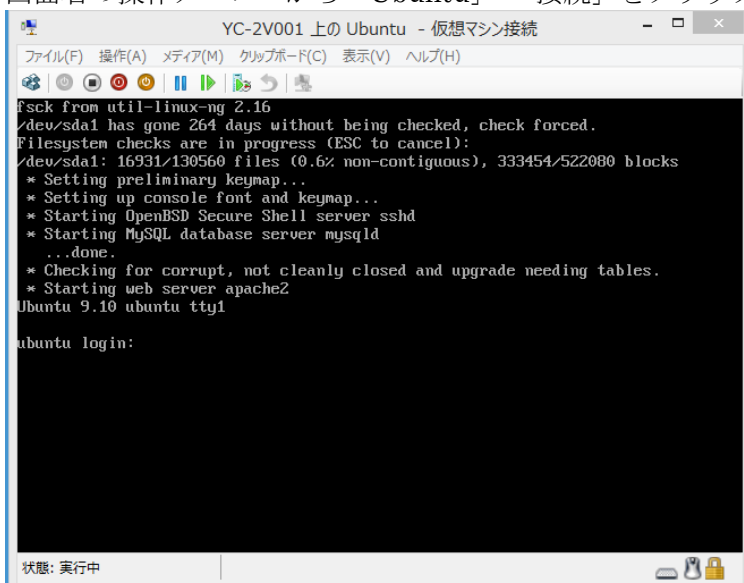 YC-2V001 上の Ubuntu - 仮想マシン接続
ファイル(F) 操作(A) メディア(M) クリップボード(C) 表示(V) ヘルプ(H)
fsck from util-linux-ng 2.16
/dev/sda1 has gone 264 days without being checked, check forced.
Filesystem checks are in progress (ESC to cancel):
/dev/sda1: 16931/130560 files (0.6% non-contiguous), 333454/522080 blocks
* Setting preliminary keymap...
* Setting up console font and keymap...
* Starting OpenBSD Secure Shell server sshd
* Starting MySQL database server mysqld
...done.
* Checking for corrupt, not cleanly closed and upgrade needing tables.
* Starting web server apache2
Ubuntu 9.10 ubuntu tty1
ubuntu login:
状態: 実行中